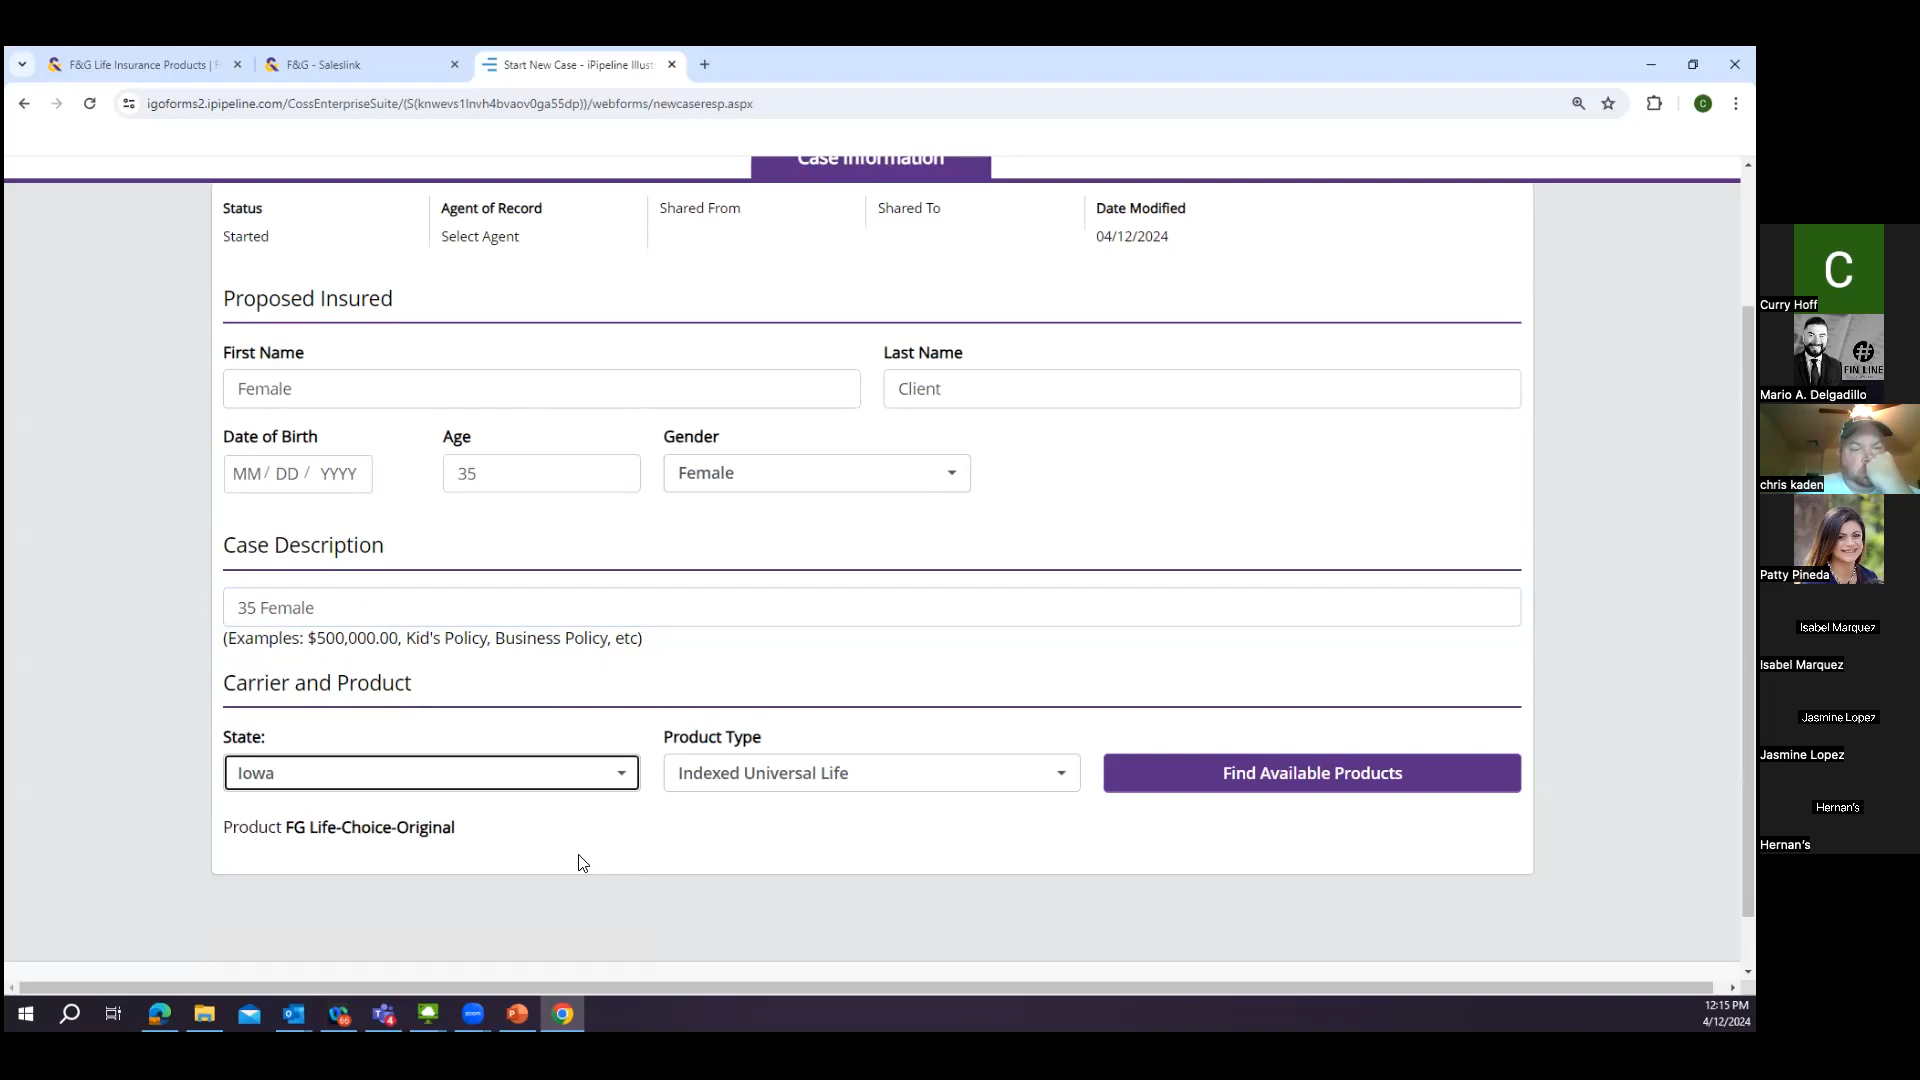 F&G Life Insurance Products | F
F&G - Saleslink
Start New Case - iPipeline Illust
igoforms2.ipipeline.com/CossEnterpriseSuite/(S(knwevs1lnvh4bvaov0ga55dp))/webforms/newcaseresp.aspx
C
Case Information
Status
Agent of Record
Shared From
Shared To
Date Modified
Started
Select Agent
04/12/2024
Proposed Insured
First Name
Last Name
Female
Client
Date of Birth
Age
Gender
MM / DD / YYYY
35
Female
Case Description
35 Female
(Examples: $500,000.00, Kid's Policy, Business Policy, etc)
Carrier and Product
State:
Product Type
Iowa
Indexed Universal Life
Find Available Products
Product FG Life-Choice-Original
12:15 PM
4/12/2024
C
Curry Hoff
#
FIN LINE
Mario A. Delgadillo
chris kaden
Patty Pineda
Isabel Marquez
Isabel Marquez
Jasmine Lopez
Jasmine Lopez
Hernan's
Hernan's